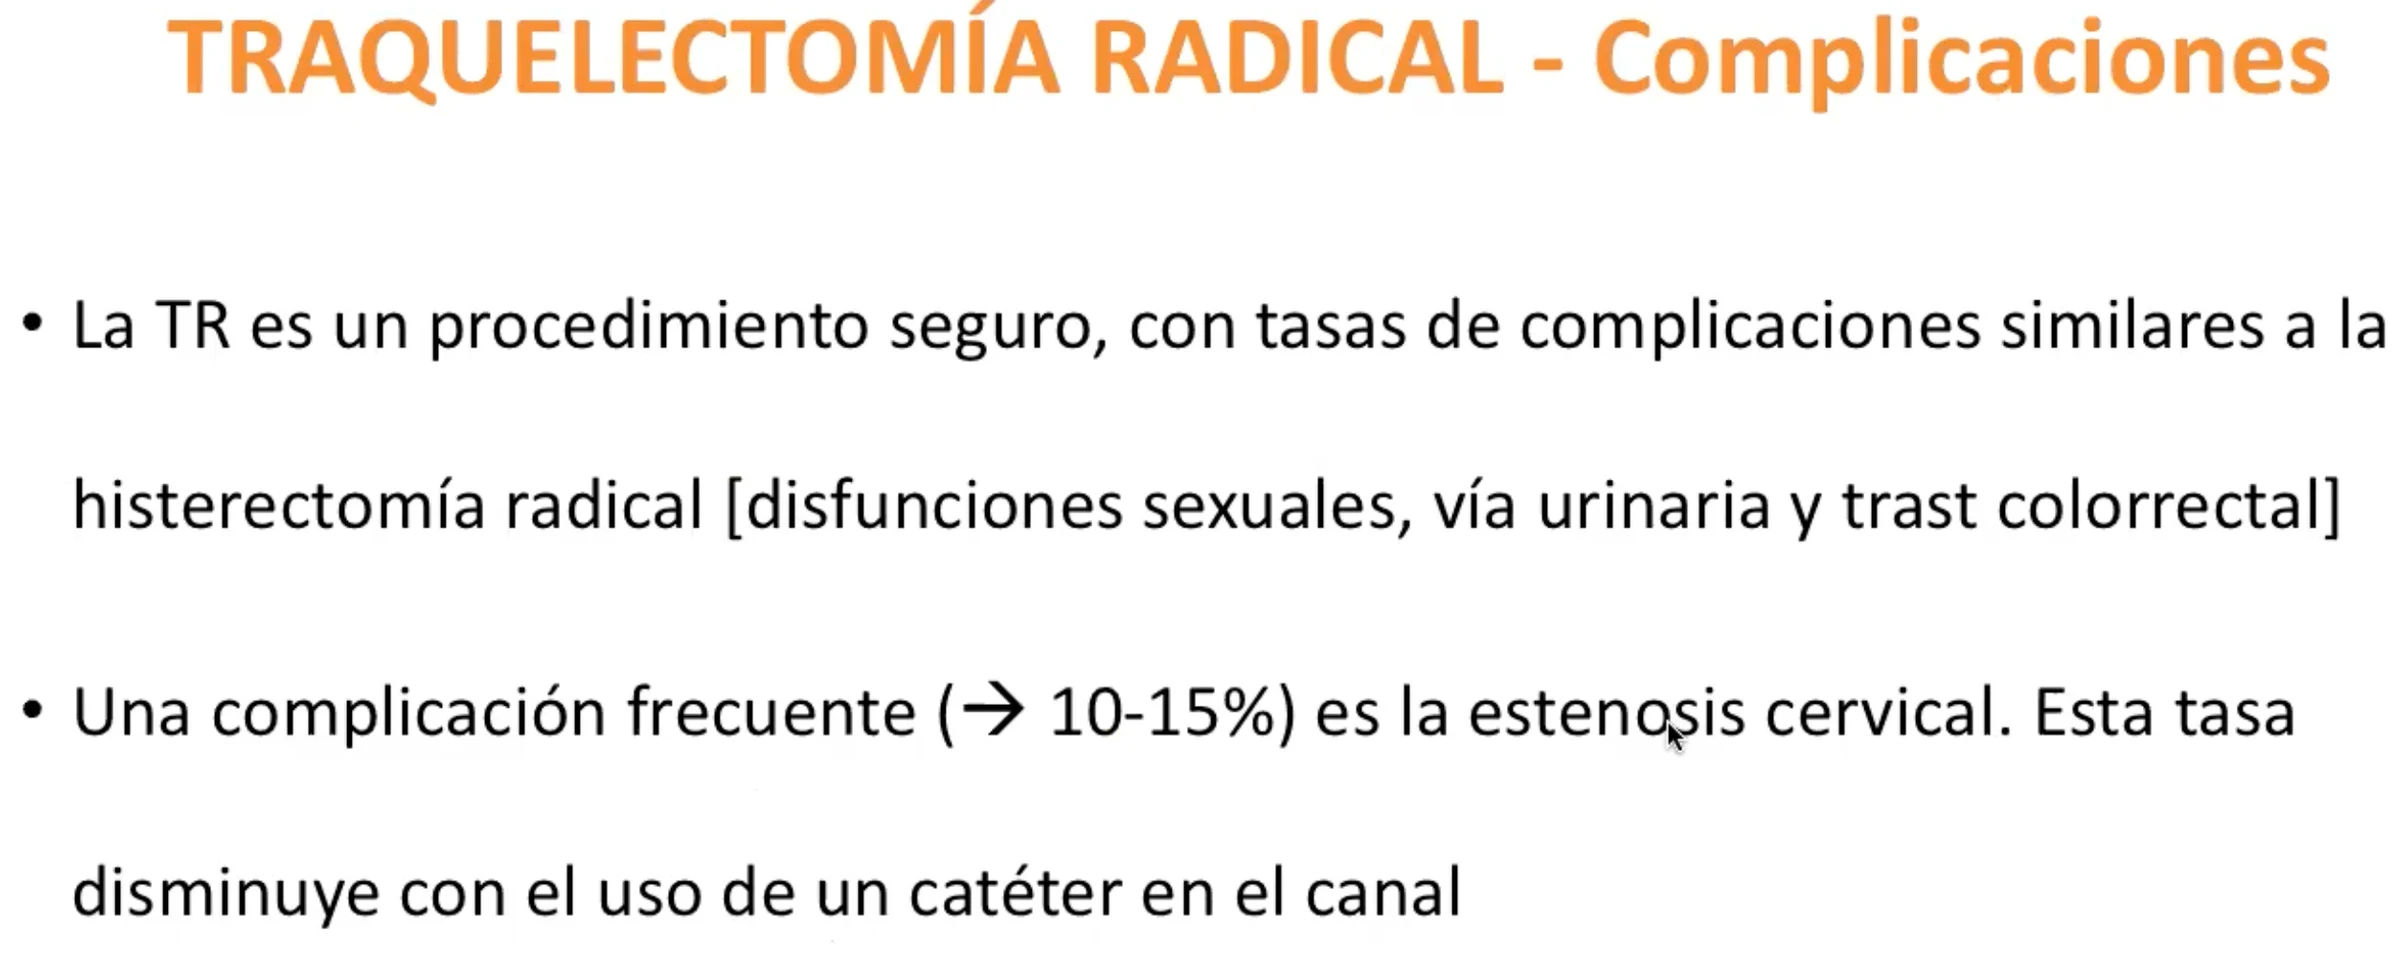 TRAQUELECTOMÍA RADICAL - Complicaciones
• La TR es un procedimiento seguro, con tasas de complicaciones similares a la
histerectomía radical [disfunciones sexuales, vía urinaria y trast colorrectal]
• Una complicación frecuente (→ 10-15%) es la estenosis cervical. Esta tasa
disminuye con el uso de un catéter en el canal